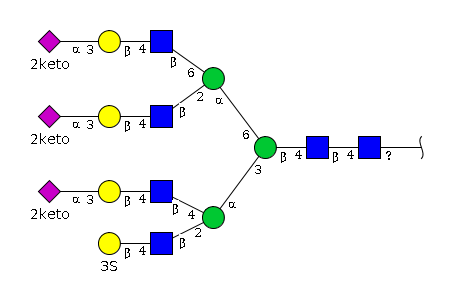 α 3 β 4 β 6
2keto
2 α
α 3 β 4 β
2keto
6
β 4 β 4 ?
3
α 3 β 4 β 4 α
2keto
2
β 4 β
3S